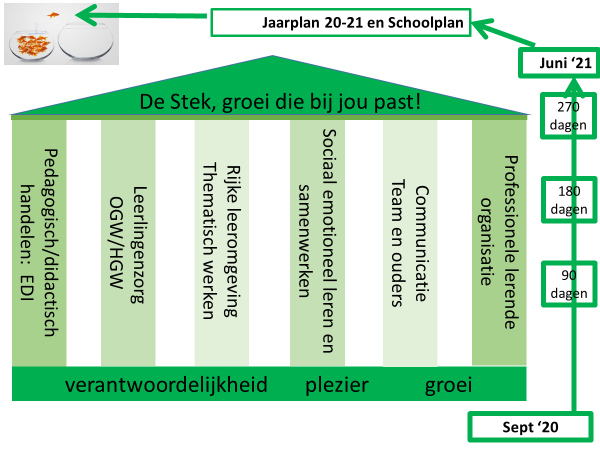 Jaarplan 20-21 en Schoolplan
Juni ‘21
De Stek, groei die bij jou past!
270
dagen
180
dagen
90
dagen
Pedagogisch/didactisch
handelen: EDI
Leerlingenzorg
OGW/HGW
Rijke leeromgeving
Thematisch werken
Sociaal emotioneel leren en
samenwerken
Communicatie
Team en ouders
Professionele lerende
organisatie
verantwoordelijkheid plezier groei
Sept ‘20